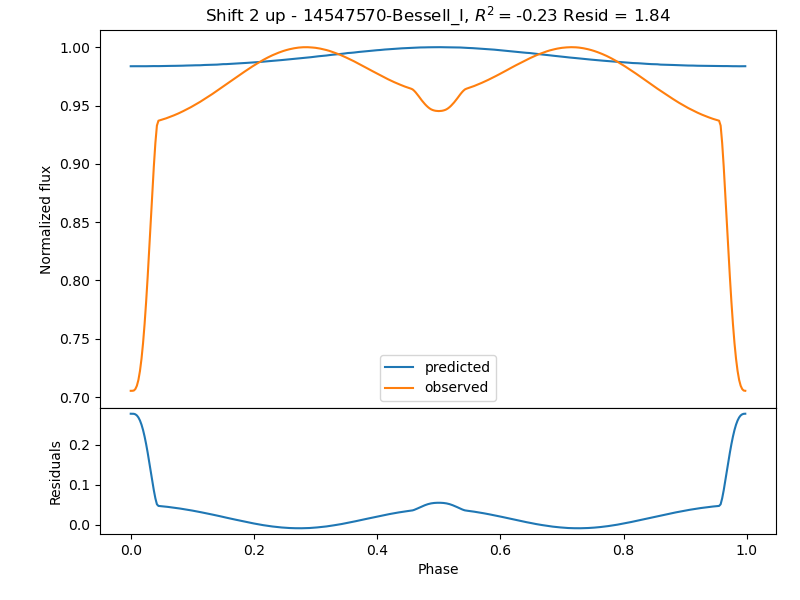 Shift 2 up - 14547570-Bessell_I, $R^2 = $ -0.23 Resid = 1.84
Normalized flux
1.00
0.95
0.90
0.85
0.80
0.75
0.70
predicted
observed
Residuals
0.2
0.1
0.0
0.0 0.2 0.4 0.6 0.8 1.0
Phase